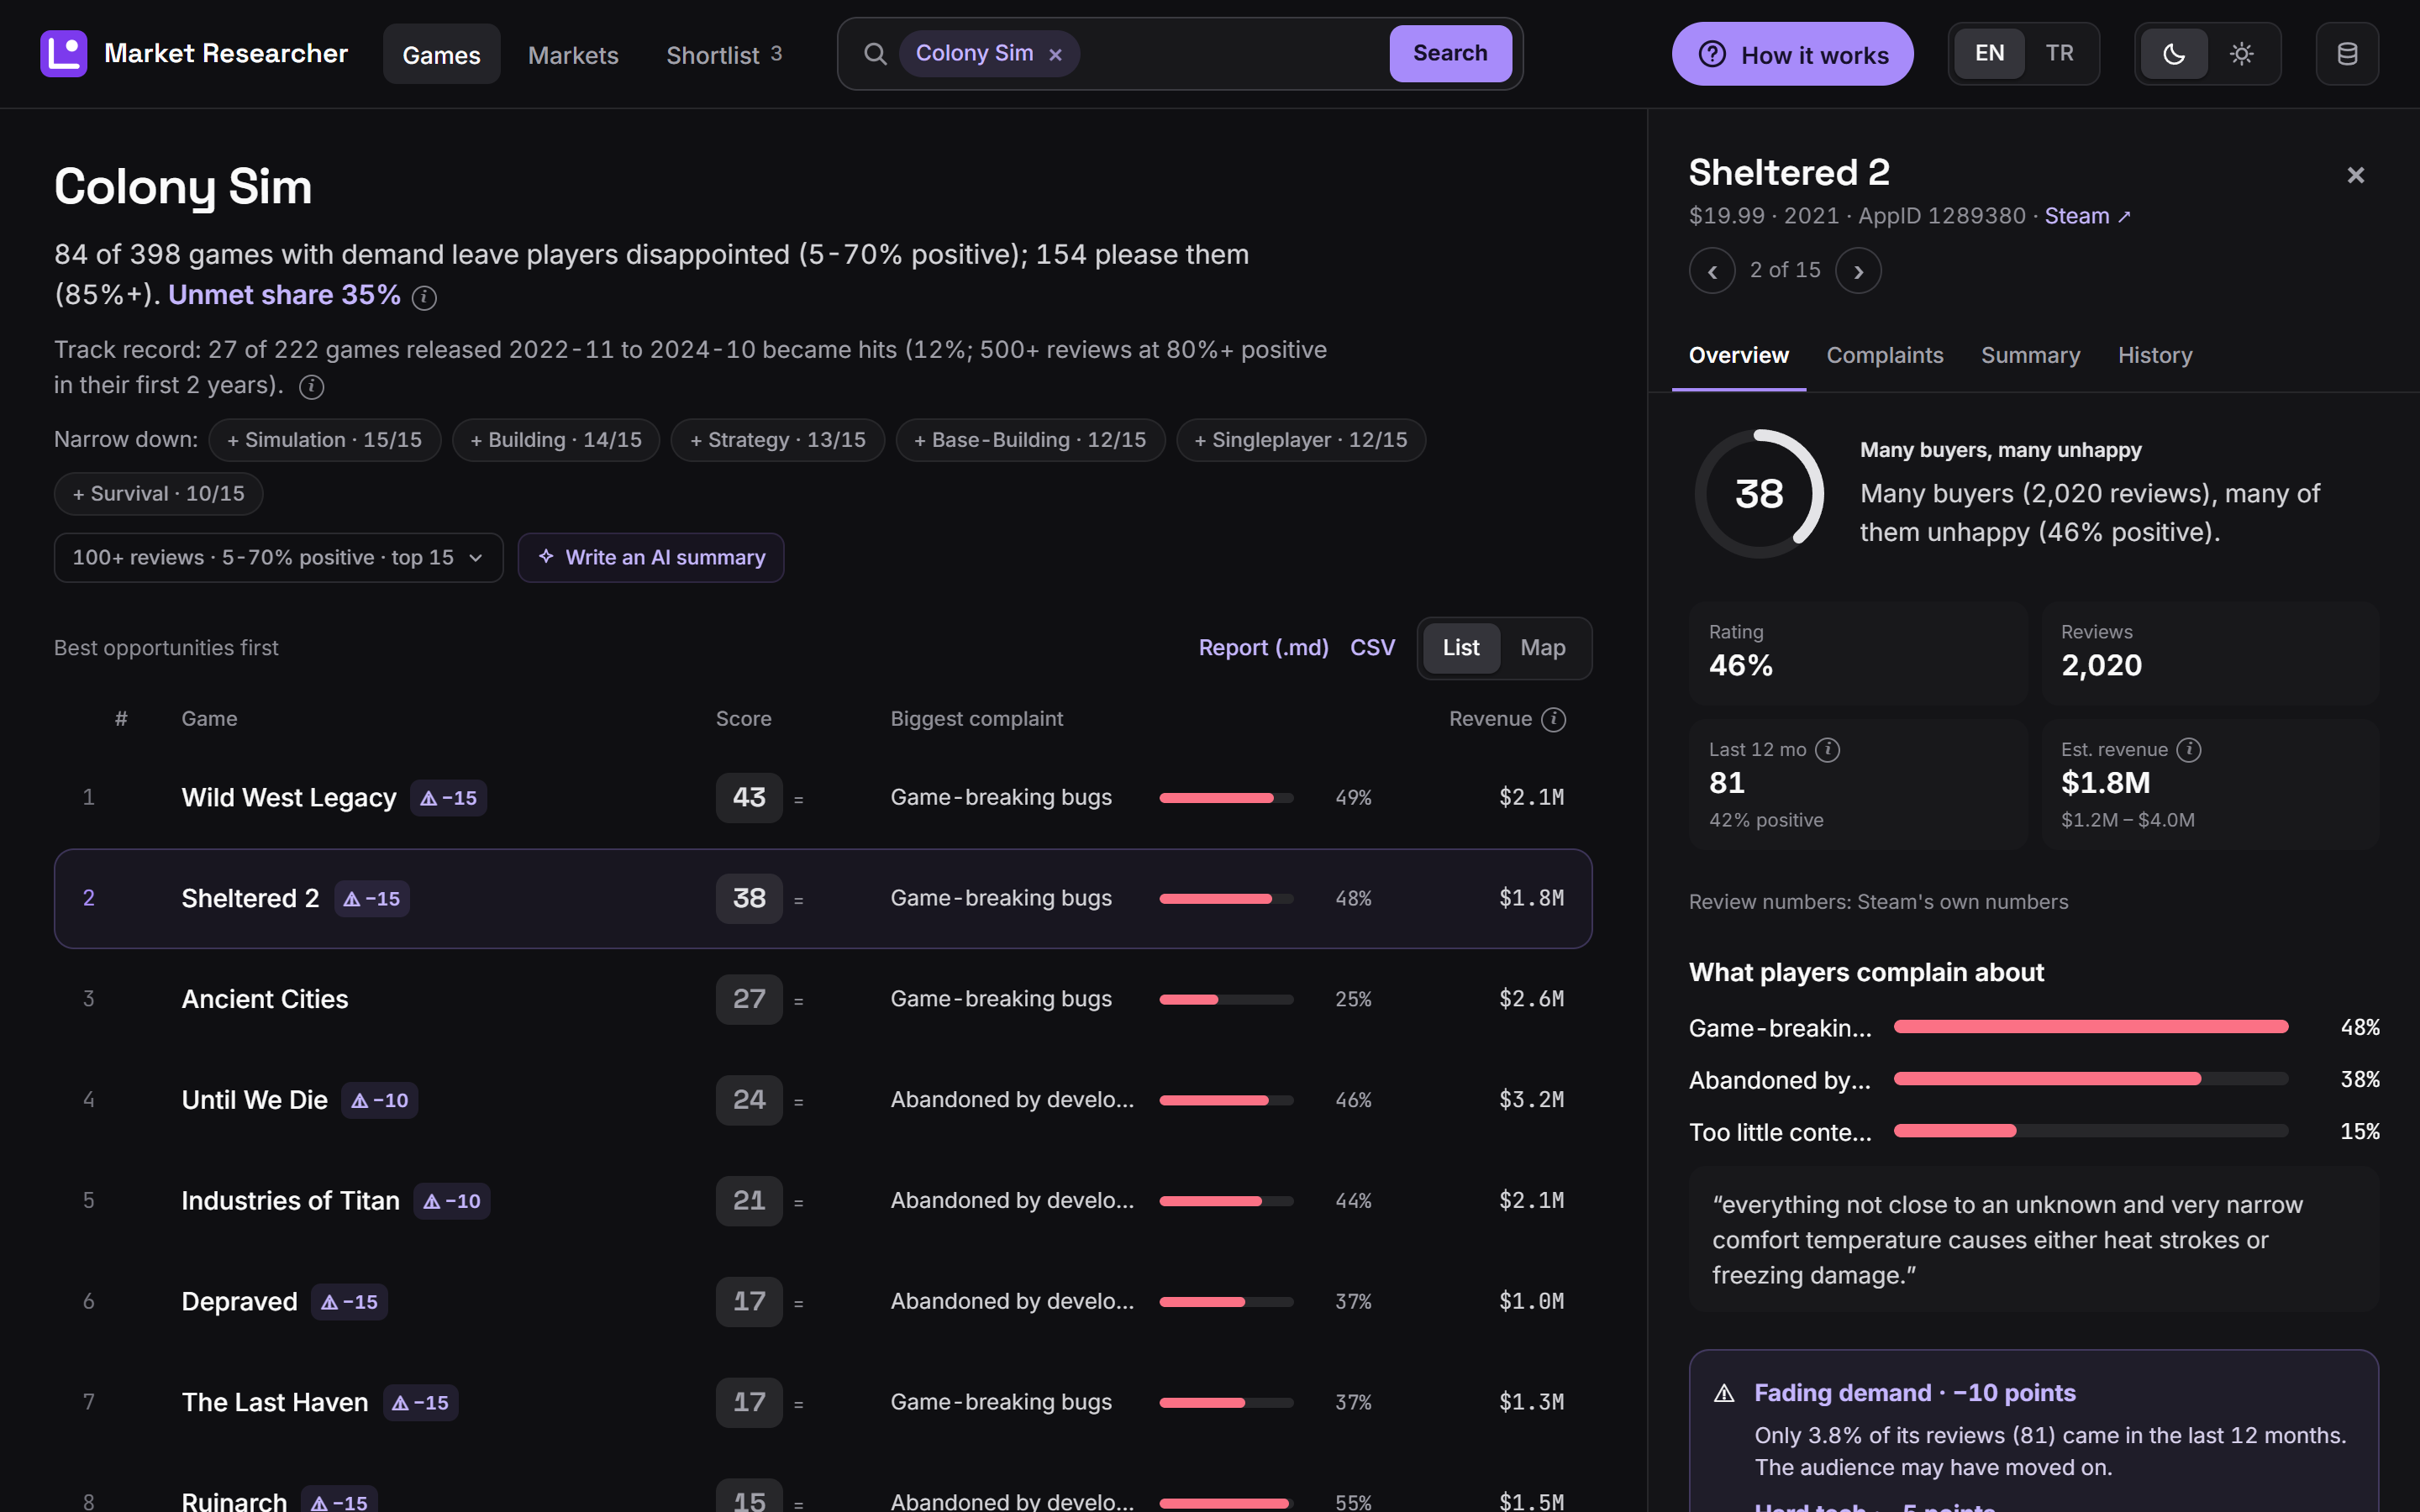 Market Researcher
Games
Markets
Shortlist 3
Colony Sim ×
Search
How it works
EN
TR
Colony Sim
84 of 398 games with demand leave players disappointed (5-70% positive); 154 please them
(85%+). Unmet share 35%
Track record: 27 of 222 games released 2022-11 to 2024-10 became hits (12%; 500+ reviews at 80%+ positive
in their first 2 years).
Narrow down: + Simulation · 15/15 + Building · 14/15 + Strategy · 13/15 + Base-Building · 12/15 + Singleplayer · 12/15
+ Survival · 10/15
100+ reviews · 5-70% positive · top 15
Write an AI summary
Best opportunities first
Report (.md) CSV List Map
# Game Score Biggest complaint Revenue
1 Wild West Legacy −15 43 = Game-breaking bugs 49% $2.1M
2 Sheltered 2 −15 38 = Game-breaking bugs 48% $1.8M
3 Ancient Cities 27 = Game-breaking bugs 25% $2.6M
4 Until We Die −10 24 = Abandoned by develo... 46% $3.2M
5 Industries of Titan −10 21 = Abandoned by develo... 44% $2.1M
6 Depraved −15 17 = Abandoned by develo... 37% $1.0M
7 The Last Haven −15 17 = Game-breaking bugs 37% $1.3M
8 Ruinarch −15 15 = Abandoned by develo... 55% $1.5M
Sheltered 2 ×
$19.99 · 2021 · AppID 1289380 · Steam ↗
‹ 2 of 15 ›
Overview Complaints Summary History
38
Many buyers, many unhappy
Many buyers (2,020 reviews), many of
them unhappy (46% positive).
Rating
46%
Reviews
2,020
Last 12 mo
81
42% positive
Est. revenue
$1.8M
$1.2M – $4.0M
Review numbers: Steam's own numbers
What players complain about
Game-breakin... 48%
Abandoned by... 38%
Too little conte... 15%
“everything not close to an unknown and very narrow
comfort temperature causes either heat strokes or
freezing damage.”
Fading demand · −10 points
Only 3.8% of its reviews (81) came in the last 12 months.
The audience may have moved on.
Hard tech · −5 points